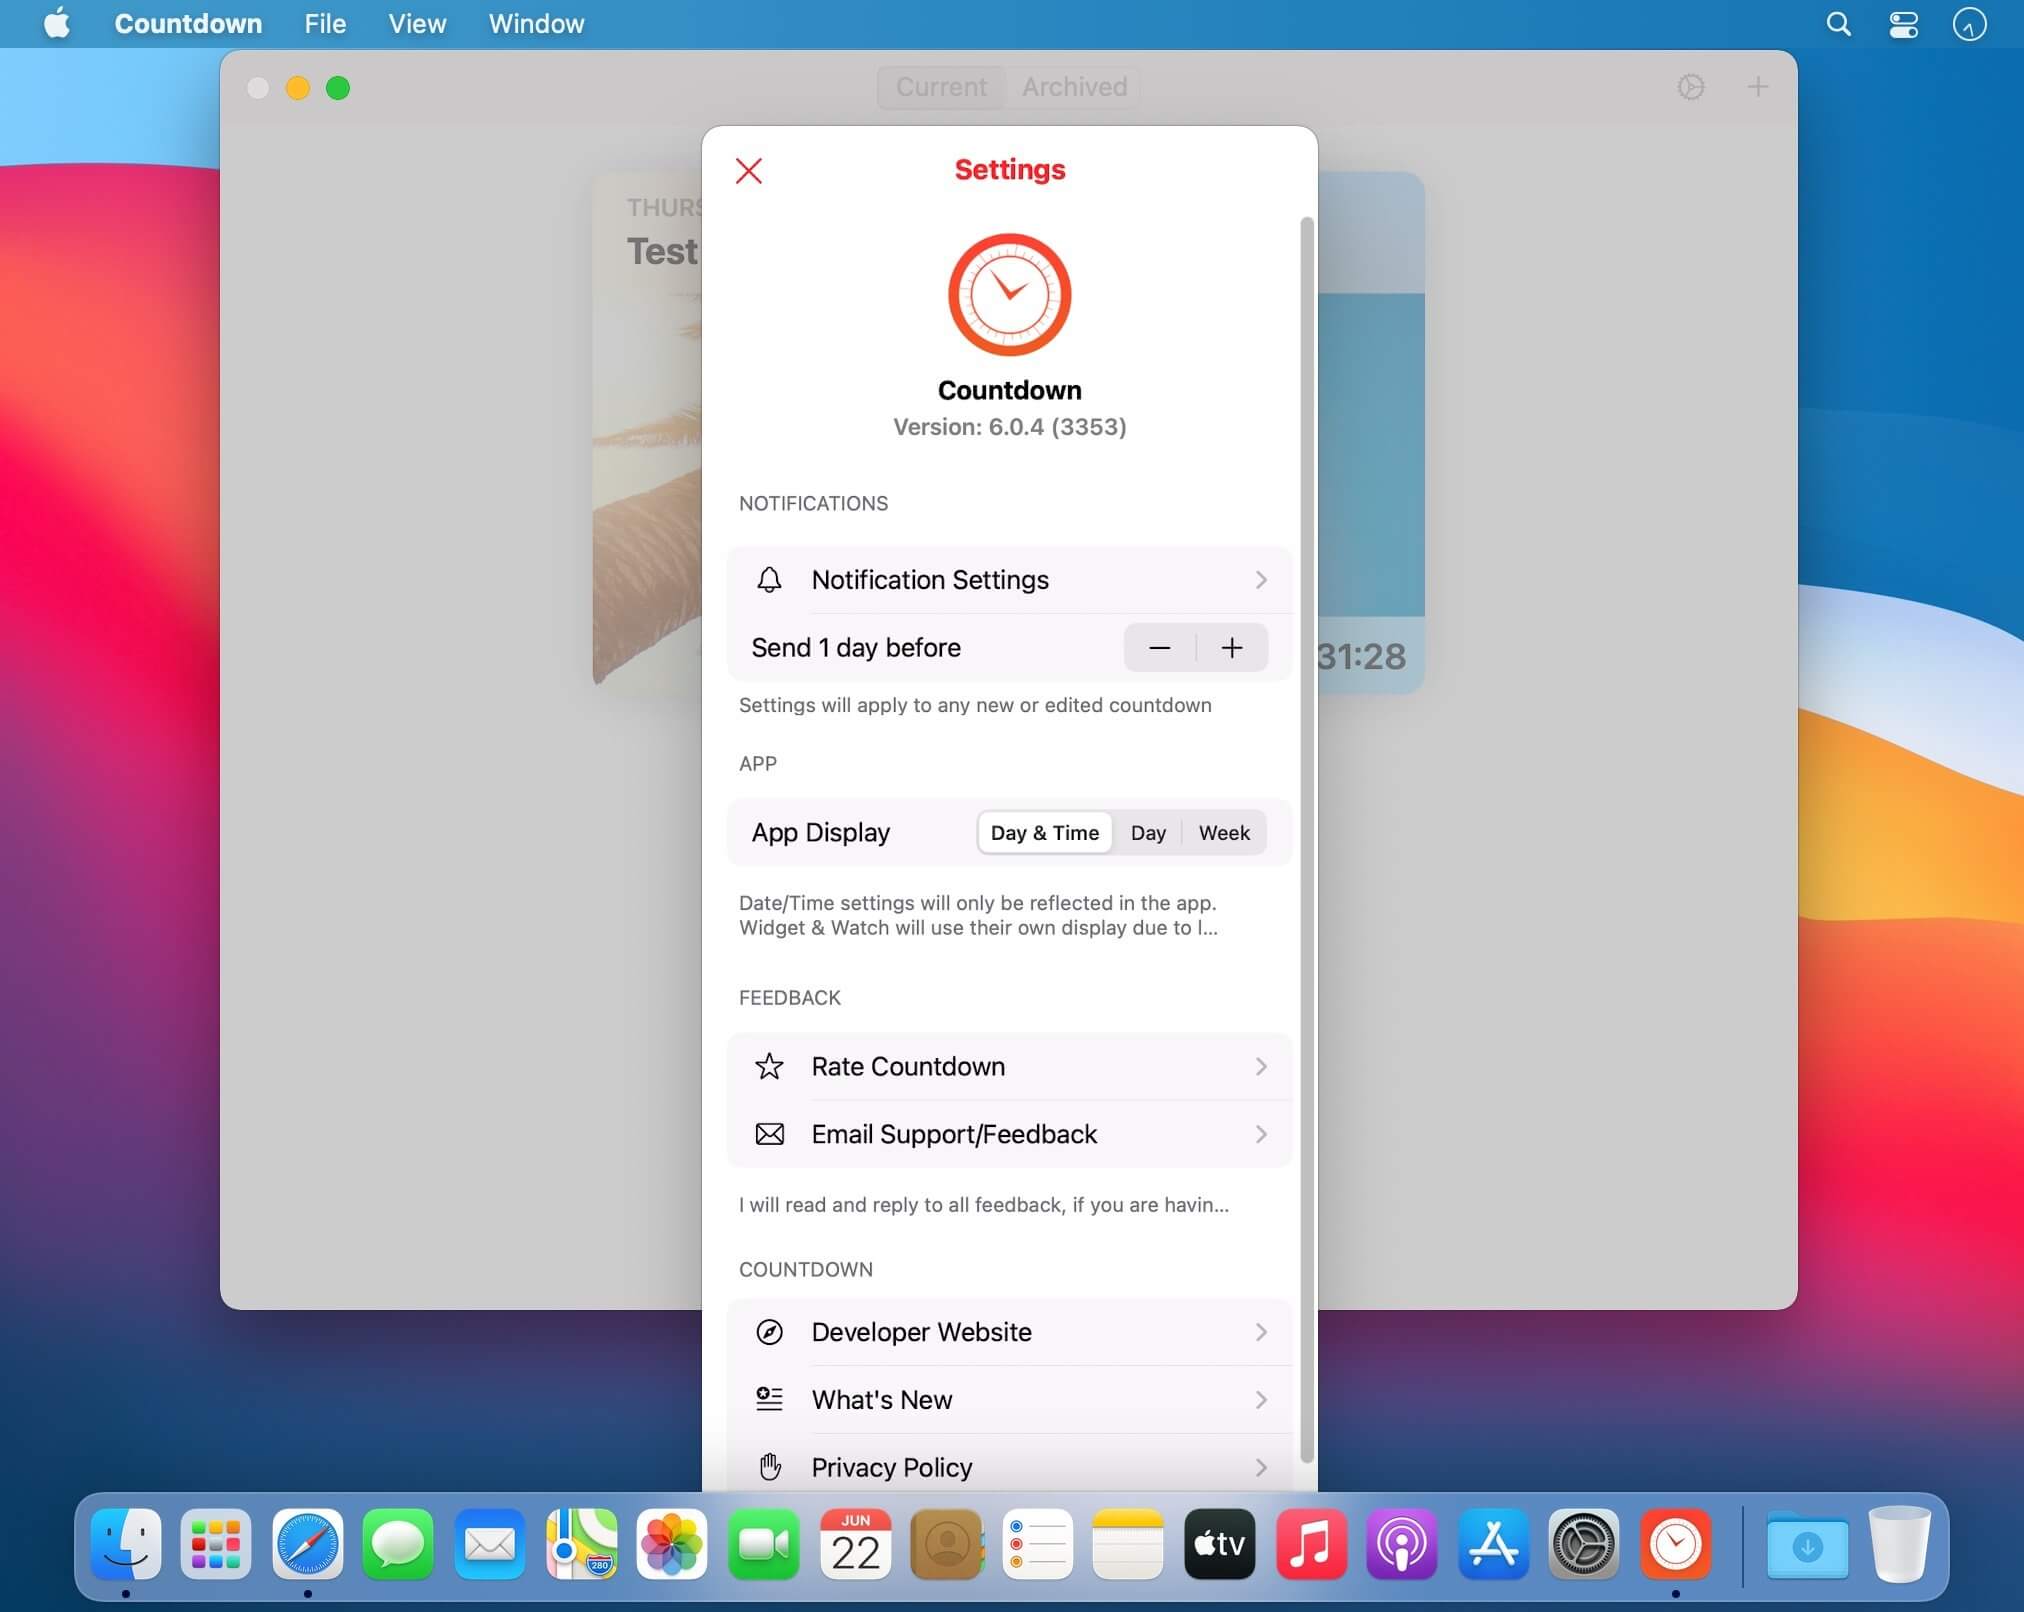 Countdown File View Window
Current Archived
Settings
THURS
Test
Countdown
Version: 6.0.4 (3353)
NOTIFICATIONS
Notification Settings
Send 1 day before
31:28
Settings will apply to any new or edited countdown
APP
App Display Day & Time Day Week
Date/Time settings will only be reflected in the app.
Widget & Watch will use their own display due to l...
FEEDBACK
Rate Countdown
Email Support/Feedback
I will read and reply to all feedback, if you are havin...
COUNTDOWN
Developer Website
What's New
Privacy Policy
JUN
22
280
tv